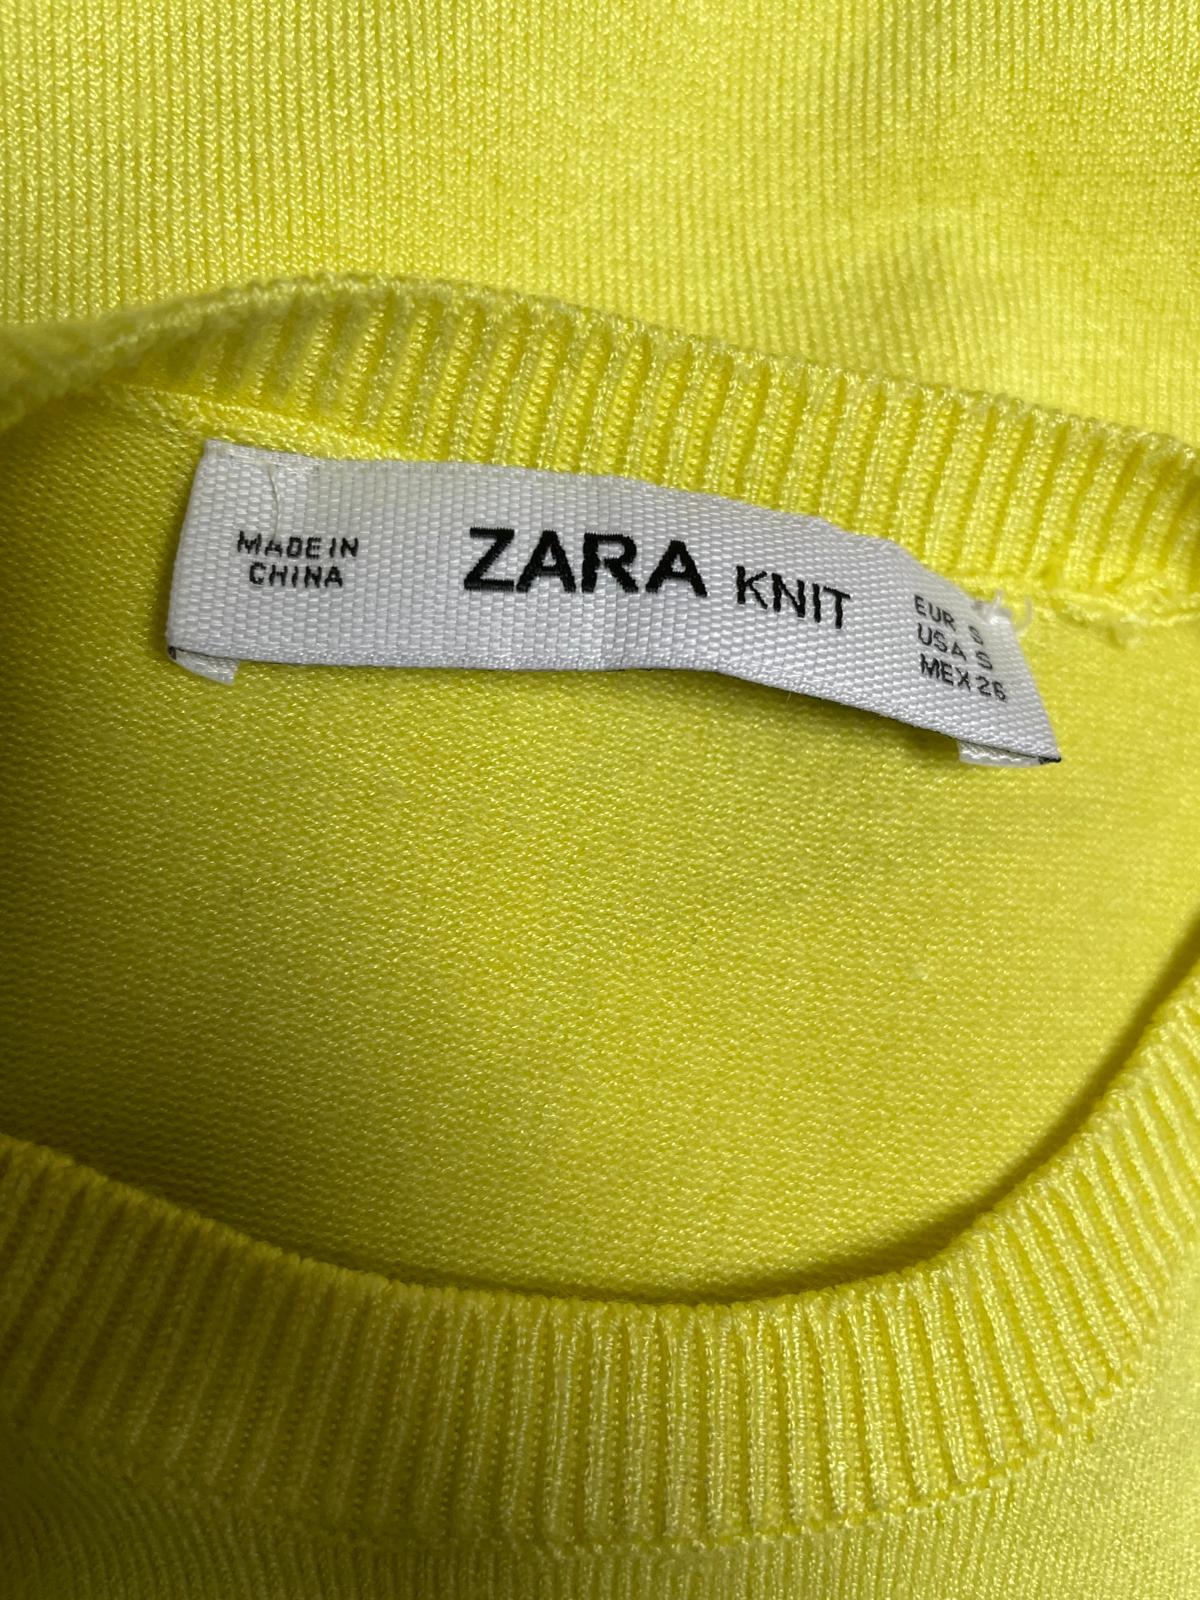 MADE IN
CHINA
ZARA KNIT
EUR S
USA S
MEX 26